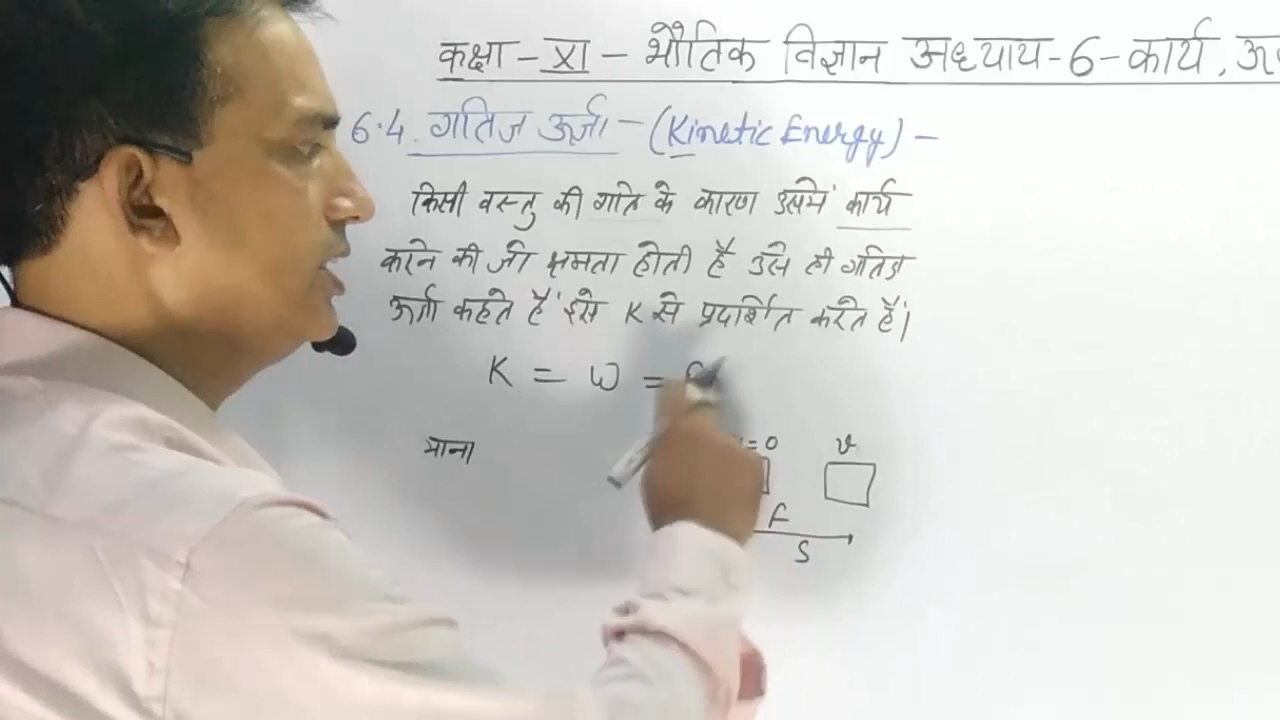 कक्षा - XI - भौतिक विज्ञान अध्याय - 6 - कार्य,
6.4. गतिज ऊर्जा - (Kinetic Energy) -
किसी वस्तु की गति के कारण उसमें कार्य
करने की जो क्षमता होती है उसे ही गतिज
ऊर्जा कहते हैं इसे K से प्रदर्शित करते हैं।
K = W =
माना
= 0 v
F
S